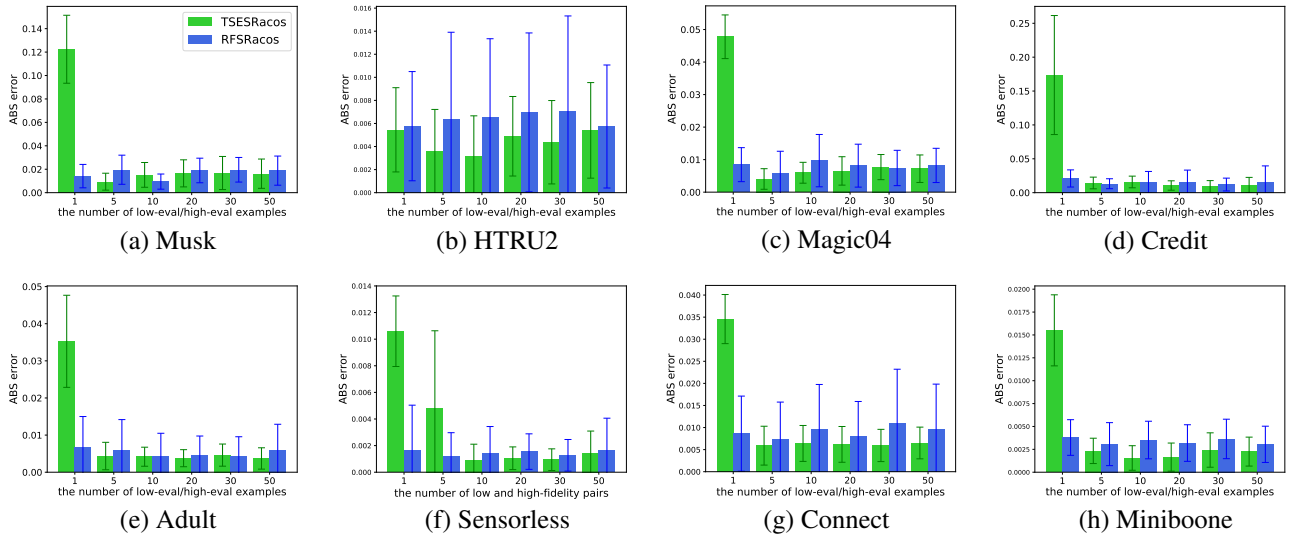 TSESRacos
RFSRacos
ABS error
0.14
0.12
0.10
0.08
0.06
0.04
0.02
0.00
1 5 10 20 30 50
the number of low-eval/high-eval examples
(a) Musk
ABS error
0.016
0.014
0.012
0.010
0.008
0.006
0.004
0.002
0.000
1 5 10 20 30 50
the number of low-eval/high-eval examples
(b) HTRU2
ABS error
0.05
0.04
0.03
0.02
0.01
0.00
1 5 10 20 30 50
the number of low-eval/high-eval examples
(c) Magic04
ABS error
0.25
0.20
0.15
0.10
0.05
0.00
1 5 10 20 30 50
the number of low-eval/high-eval examples
(d) Credit
ABS error
0.05
0.04
0.03
0.02
0.01
0.00
1 5 10 20 30 50
the number of low-eval/high-eval examples
(e) Adult
ABS error
0.014
0.012
0.010
0.008
0.006
0.004
0.002
0.000
1 5 10 20 30 50
the number of low and high-fidelity pairs
(f) Sensorless
ABS error
0.040
0.035
0.030
0.025
0.020
0.015
0.010
0.005
0.000
1 5 10 20 30 50
the number of low-eval/high-eval examples
(g) Connect
ABS error
0.0200
0.0175
0.0150
0.0125
0.0100
0.0075
0.0050
0.0025
0.0000
1 5 10 20 30 50
the number of low-eval/high-eval examples
(h) Miniboone